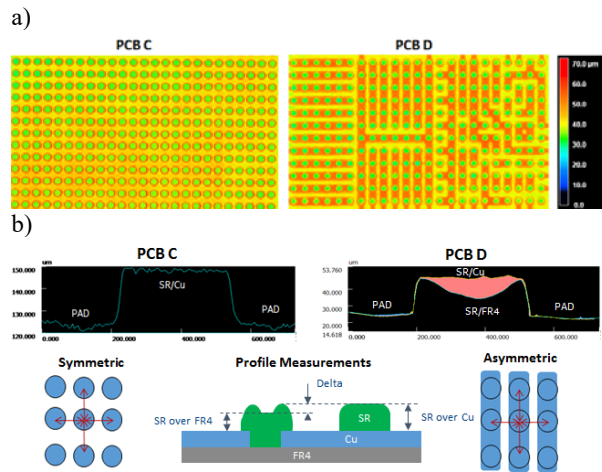 a)
PCB C
PCB D
70.0 µm
60.0
50.0
40.0
30.0
20.0
10.0
0.0
b)
PCB C
PCB D
um
150.000
140.000
130.000
120.000
SR/Cu
PAD
PAD
0.000
200.000
400.000
600.000
um
53.760
40.000
30.000
20.000
14.618
SR/Cu
PAD
PAD
SR/FR4
0.000
200.000
400.000
600.000
Symmetric
Profile Measurements
Asymmetric
Delta
SR over FR4
SR
SR over Cu
Cu
FR4